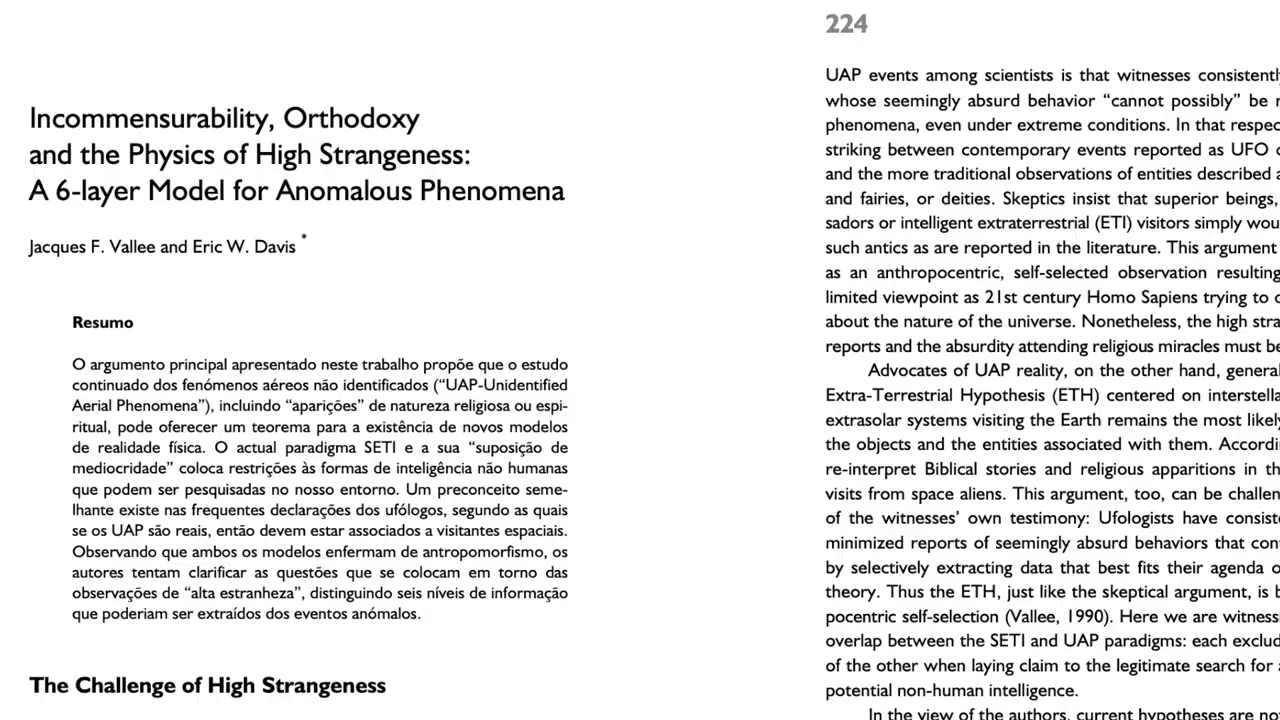 Incommensurability, Orthodoxy
and the Physics of High Strangeness:
A 6-layer Model for Anomalous Phenomena
Jacques F. Vallee and Eric W. Davis *
Resumo
O argumento principal apresentado neste trabalho propõe que o estudo
continuado dos fenómenos aéreos não identificados (“UAP-Unidentified
Aerial Phenomena”), incluindo “aparições” de natureza religiosa ou espi-
ritual, pode oferecer um teorema para a existência de novos modelos
de realidade física. O actual paradigma SETI e a sua “suposição de
mediocridade” coloca restrições às formas de inteligência não humanas
que podem ser pesquisadas no nosso entorno. Um preconceito seme-
lhante existe nas frequentes declarações dos ufólogos, segundo as quais
se os UAP são reais, então devem estar associados a visitantes espaciais.
Observando que ambos os modelos enfermam de antropomorfismo, os
autores tentam clarificar as questões que se colocam em torno das
observações de “alta estranheza”, distinguindo seis níveis de informação
que poderiam ser extraídos dos eventos anómalos.
The Challenge of High Strangeness
224
UAP events among scientists is that witnesses consistently
whose seemingly absurd behavior “cannot possibly” be
phenomena, even under extreme conditions. In that respec
striking between contemporary events reported as UFO
and the more traditional observations of entities described
and fairies, or deities. Skeptics insist that superior beings,
sadors or intelligent extraterrestrial (ETI) visitors simply wou
such antics as are reported in the literature. This argument
as an anthropocentric, self-selected observation resulting
limited viewpoint as 21st century Homo Sapiens trying to
about the nature of the universe. Nonetheless, the high stra
reports and the absurdity attending religious miracles must be
Advocates of UAP reality, on the other hand, general
Extra-Terrestrial Hypothesis (ETH) centered on interstella
extrasolar systems visiting the Earth remains the most likely
the objects and the entities associated with them. Accordin
re-interpret Biblical stories and religious apparitions in th
visits from space aliens. This argument, too, can be challen
of the witnesses’ own testimony: Ufologists have consist
minimized reports of seemingly absurd behaviors that con
by selectively extracting data that best fits their agenda o
theory. Thus the ETH, just like the skeptical argument, is b
pocentric self-selection (Vallee, 1990). Here we are witnessi
overlap between the SETI and UAP paradigms: each exclud
of the other when laying claim to the legitimate search for
potential non-human intelligence.
In the view of the authors, current hypotheses are no